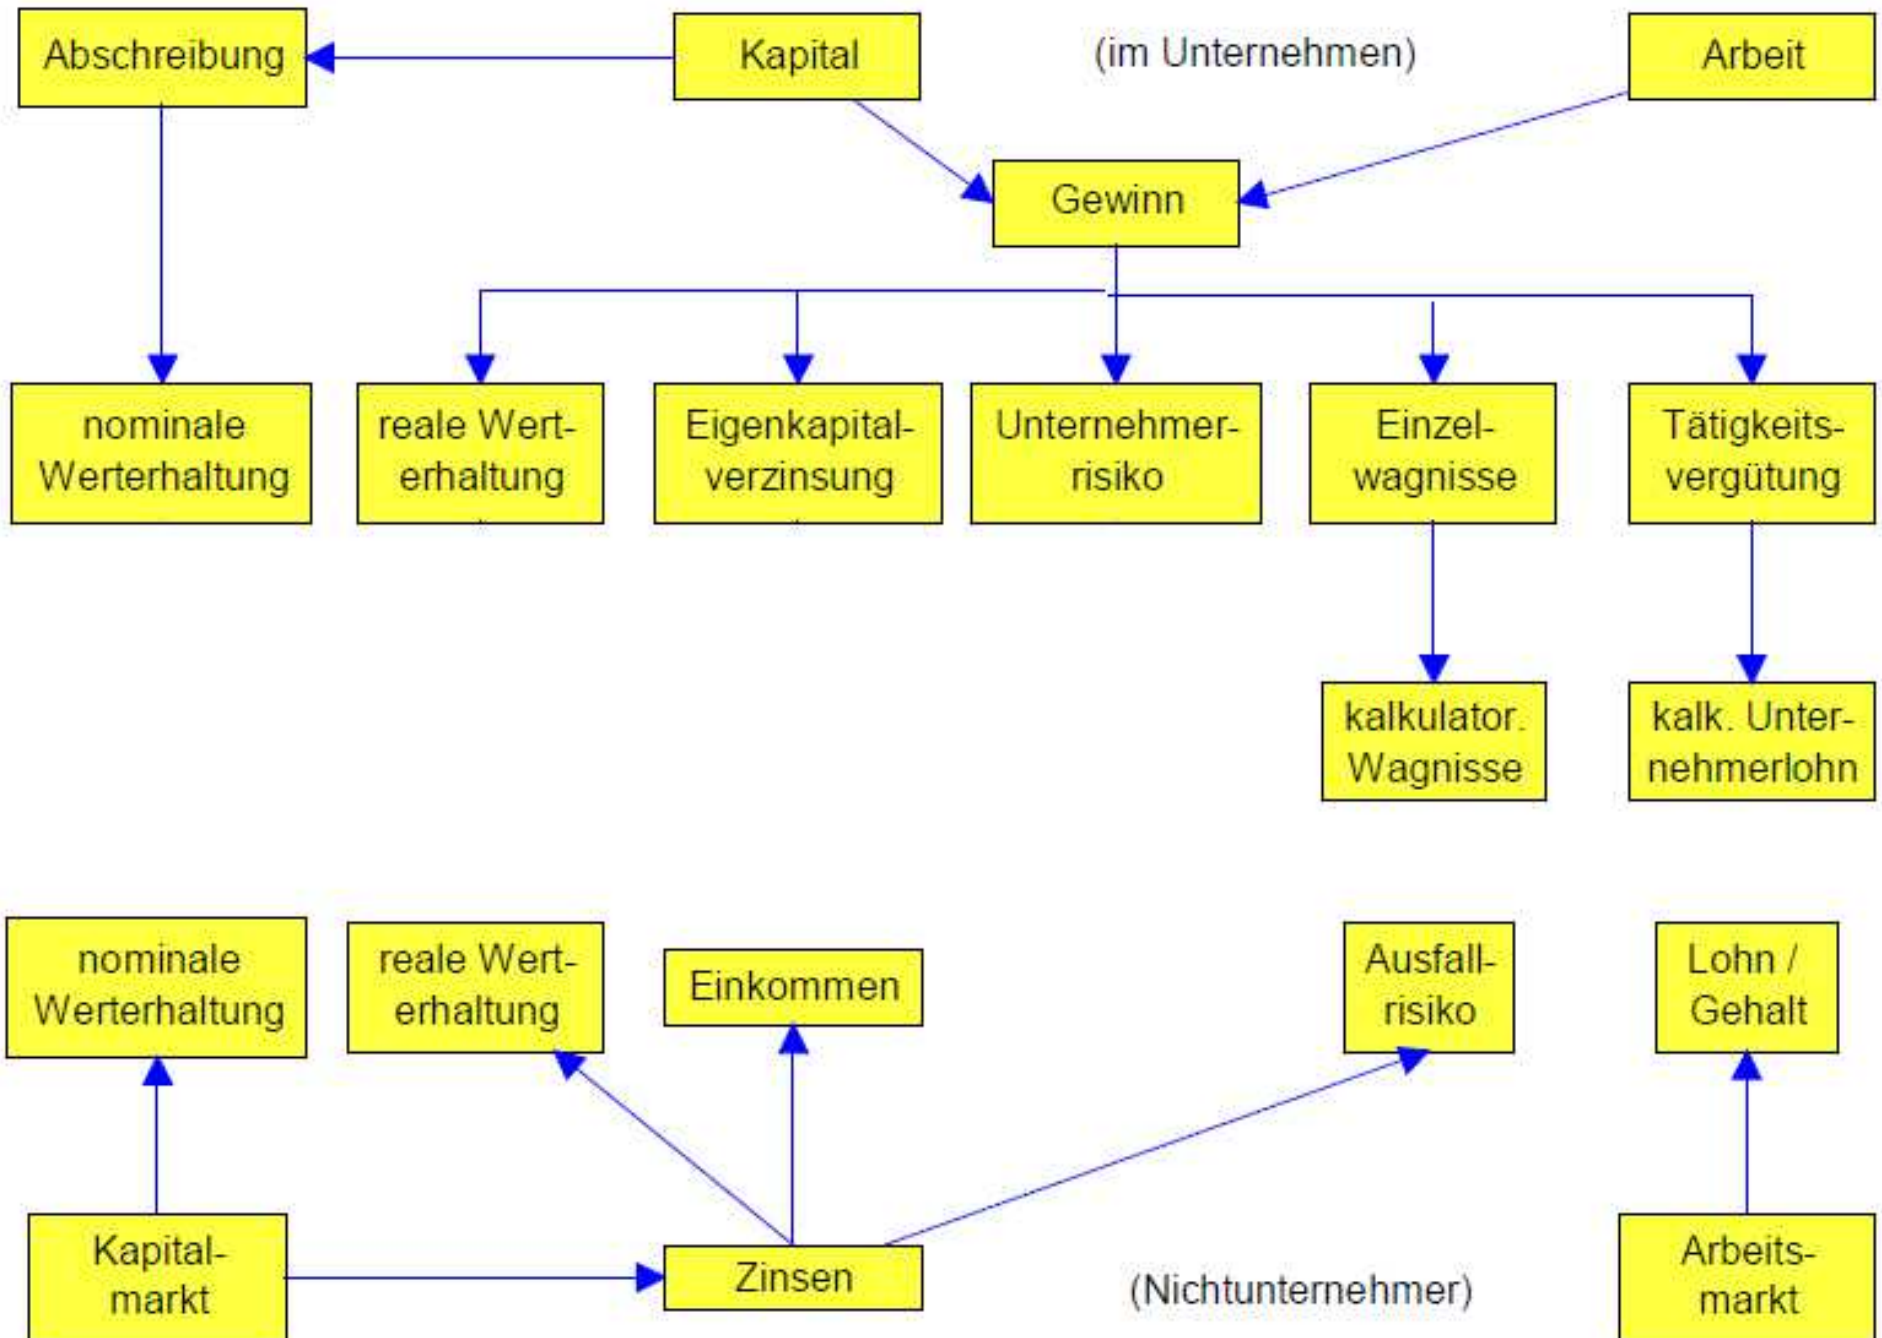 Abschreibung
Kapital
(im Unternehmen)
Arbeit
Gewinn
nominale
Werterhaltung
reale Wert-
erhaltung
Eigenkapital-
verzinsung
Unternehmer-
risiko
Einzel-
wagnisse
Tätigkeits-
vergütung
kalkulator.
Wagnisse
kalk. Unter-
nehmerlohn
nominale
Werterhaltung
reale Wert-
erhaltung
Einkommen
Ausfall-
risiko
Lohn /
Gehalt
Kapital-
markt
Zinsen
(Nichtunternehmer)
Arbeits-
markt